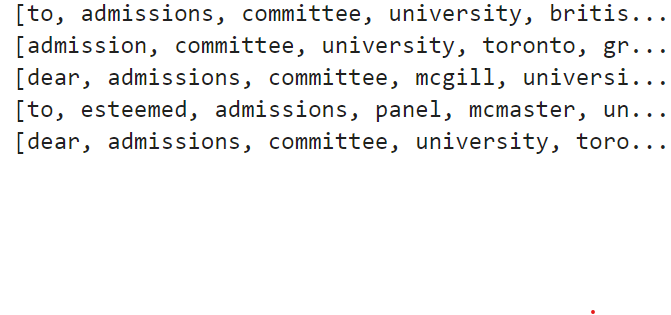 [to, admissions, committee, university, britis...
[admission, committee, university, toronto, gr...
[dear, admissions, committee, mcgill, universi...
[to, esteemed, admissions, panel, mcmaster, un...
[dear, admissions, committee, university, toro...